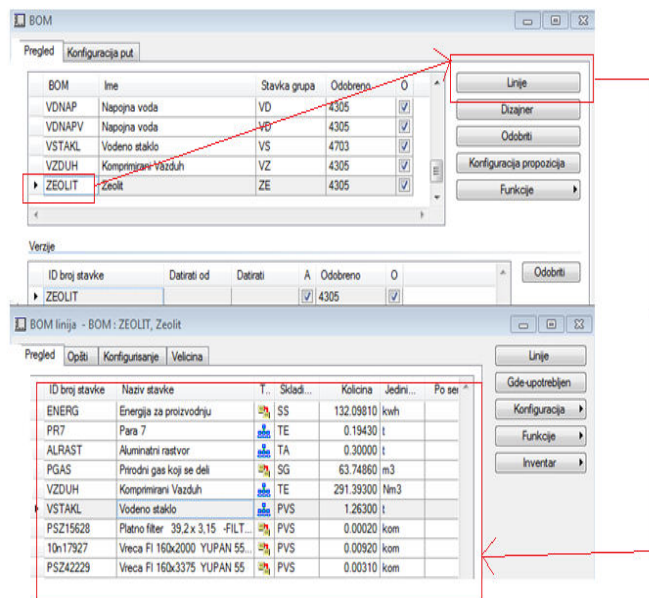 BOM
Pregled Konfiguracija put
BOM Ime Stavka grupa Odobreno O
VDNAP Napojna voda VD 4305
VDNAPV Napojna voda VD 4305
VSTAKL Vodeno staklo VS 4703
VZDUH Komprimirani Vazduh VZ 4305
ZEOLIT Zeolit ZE 4305
Linije
Dizajner
Odobriti
Konfiguracija propozicija
Funkcije
Verzije
ID broj stavke Datirati od Datirati A Odobreno O
ZEOLIT 4305
Odobriti
BOM linija - BOM : ZEOLIT, Zeolit
Pregled Opšti Konfigurisanje Velicina
ID broj stavke Naziv stavke T.. Skladi... Kolicina Jedini... Po ser
ENERG Energija za proizvodnju SS 132.09810 kwh
PR7 Para 7 TE 0.19430 t
ALRAST Aluminatni rastvor TA 0.30000 t
PGAS Prirodni gas koji se deli SG 63.74860 m3
VZDUH Komprimirani Vazduh TE 291.39300 Nm3
VSTAKL Vodeno staklo PVS 1.26300 t
PSZ15628 Platno filter 39,2 x 3,15 -FILT... PVS 0.00020 kom
10n17927 Vreca FI 160x2000 YUPAN 55... PVS 0.00920 kom
PSZ42229 Vreca FI 160x3375 YUPAN 55 PVS 0.00310 kom
Linije
Gde-upotrebljen
Konfiguracija
Funkcije
Inventar